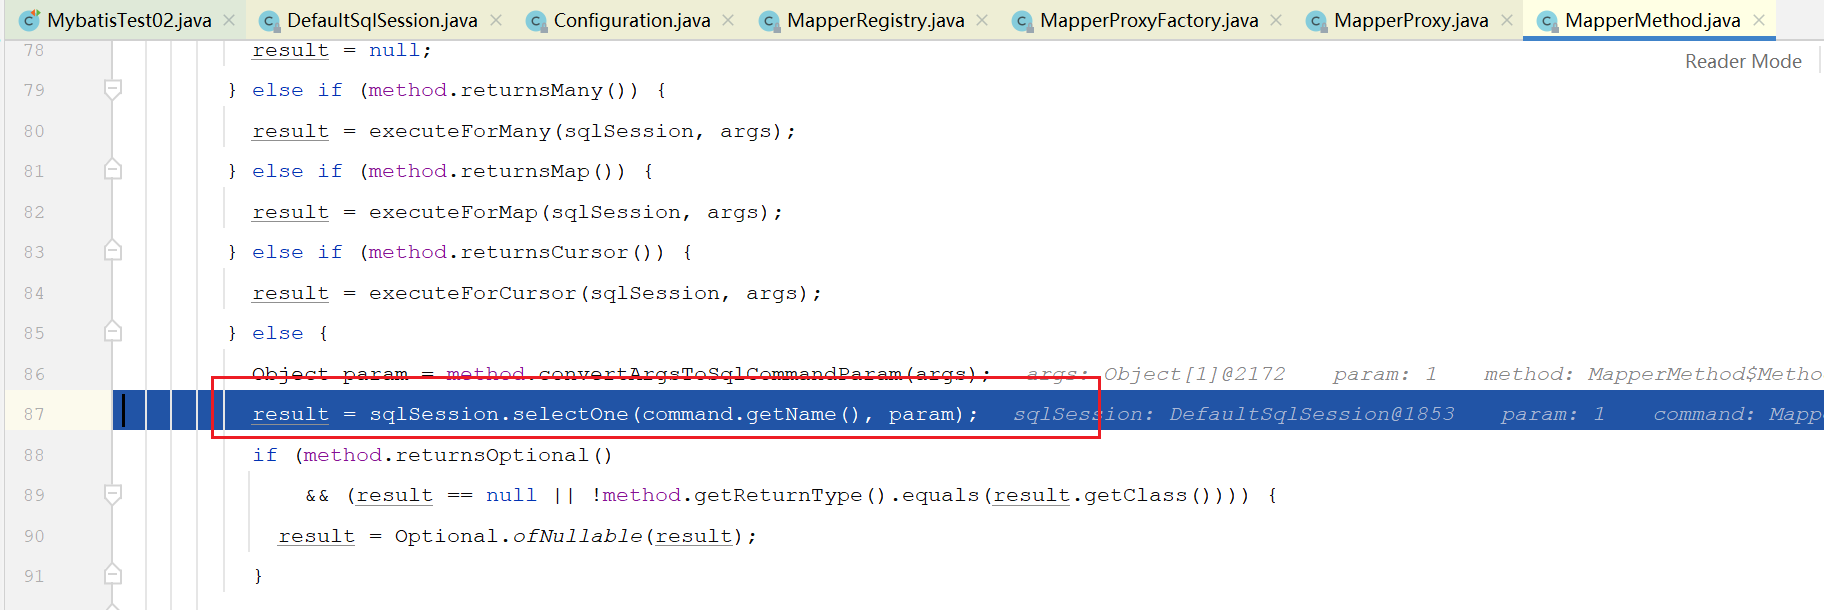 MybatisTest02.java DefaultSqlSession.java Configuration.java MapperRegistry.java MapperProxyFactory.java MapperProxy.java MapperMethod.java
Reader Mode
78 result = null;
79 } else if (method.returnsMany()) {
80 result = executeForMany(sqlSession, args);
81 } else if (method.returnsMap()) {
82 result = executeForMap(sqlSession, args);
83 } else if (method.returnsCursor()) {
84 result = executeForCursor(sqlSession, args);
85 } else {
86 Object param = method.convertArgsToSqlCommandParam(args); args: Object[1]@2172 param: 1 method: MapperMethod$Metho
87 result = sqlSession.selectOne(command.getName(), param); sqlSession: DefaultSqlSession@1853 param: 1 command: Mapp
88 if (method.returnsOptional()
89 && (result == null || !method.getReturnType().equals(result.getClass()))) {
90 result = Optional.ofNullable(result);
91 }